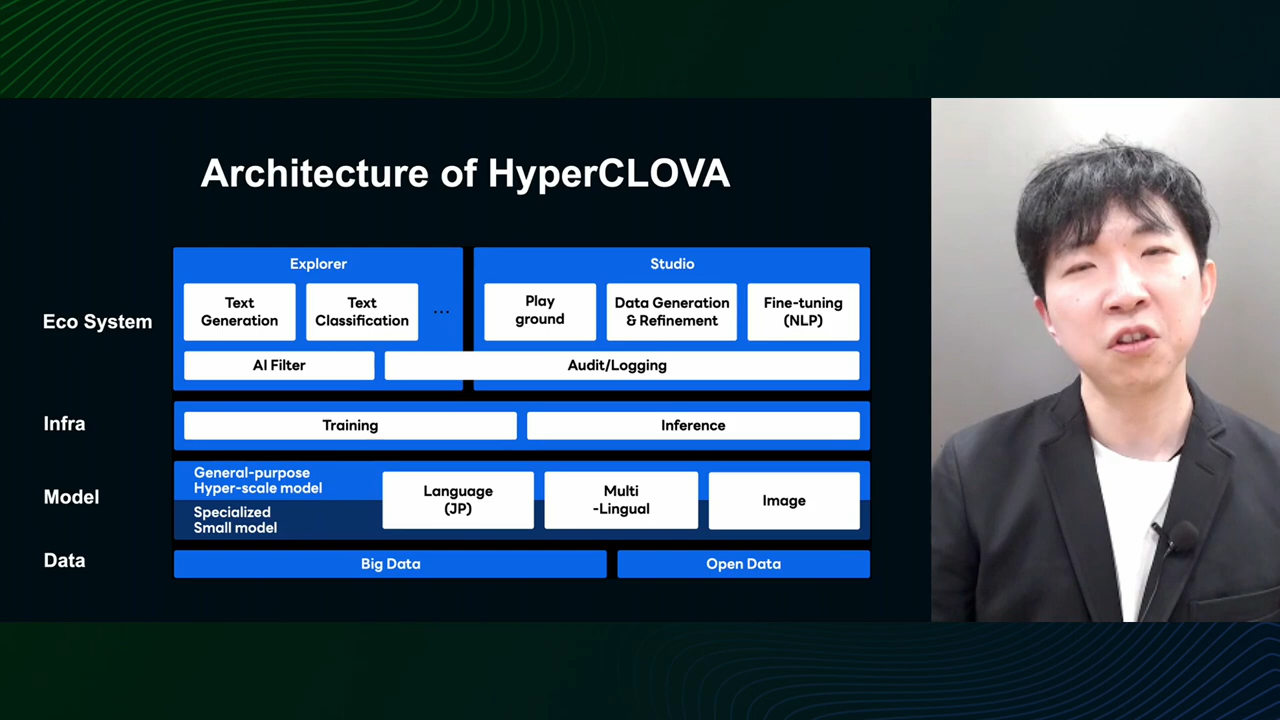 Architecture of HyperCLOVA
Eco System
Explorer
Text
Generation
Text
Classification
...
AI Filter
Studio
Play
ground
Data Generation
& Refinement
Fine-tuning
(NLP)
Audit/Logging
Infra
Training
Inference
Model
General-purpose
Hyper-scale model
Specialized
Small model
Language
(JP)
Multi
-Lingual
Image
Data
Big Data
Open Data